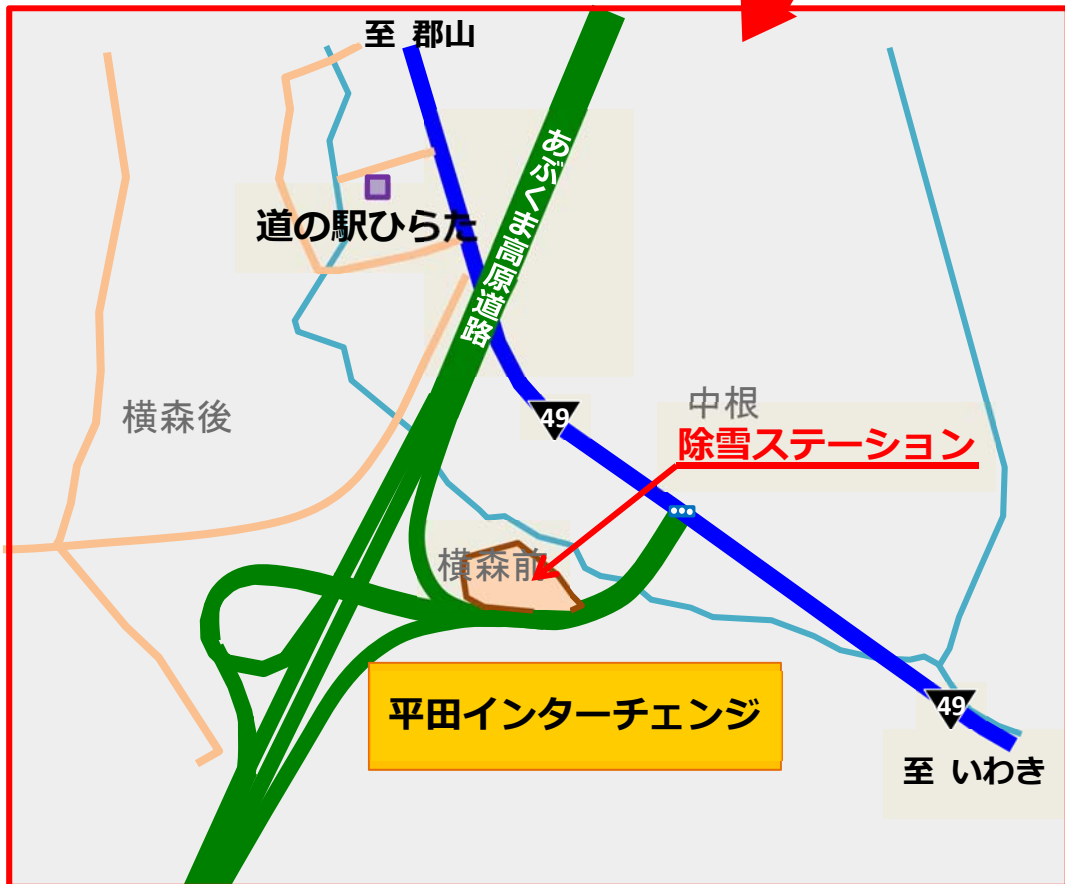 至 郡山
あぶくま高原道路
道の駅ひらた
横森後
中根
49
除雪ステーション
横森前
平田インターチェンジ
49
至 いわき